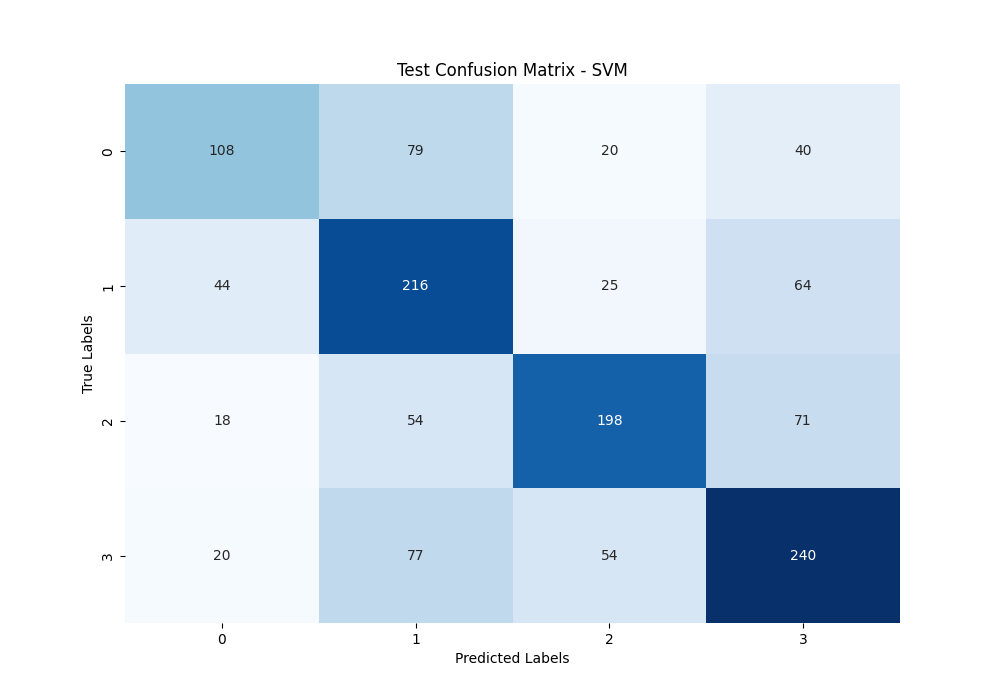 Test Confusion Matrix - SVM
True Labels
0 108 79 20 40
1 44 216 25 64
2 18 54 198 71
3 20 77 54 240
0 1 2 3
Predicted Labels